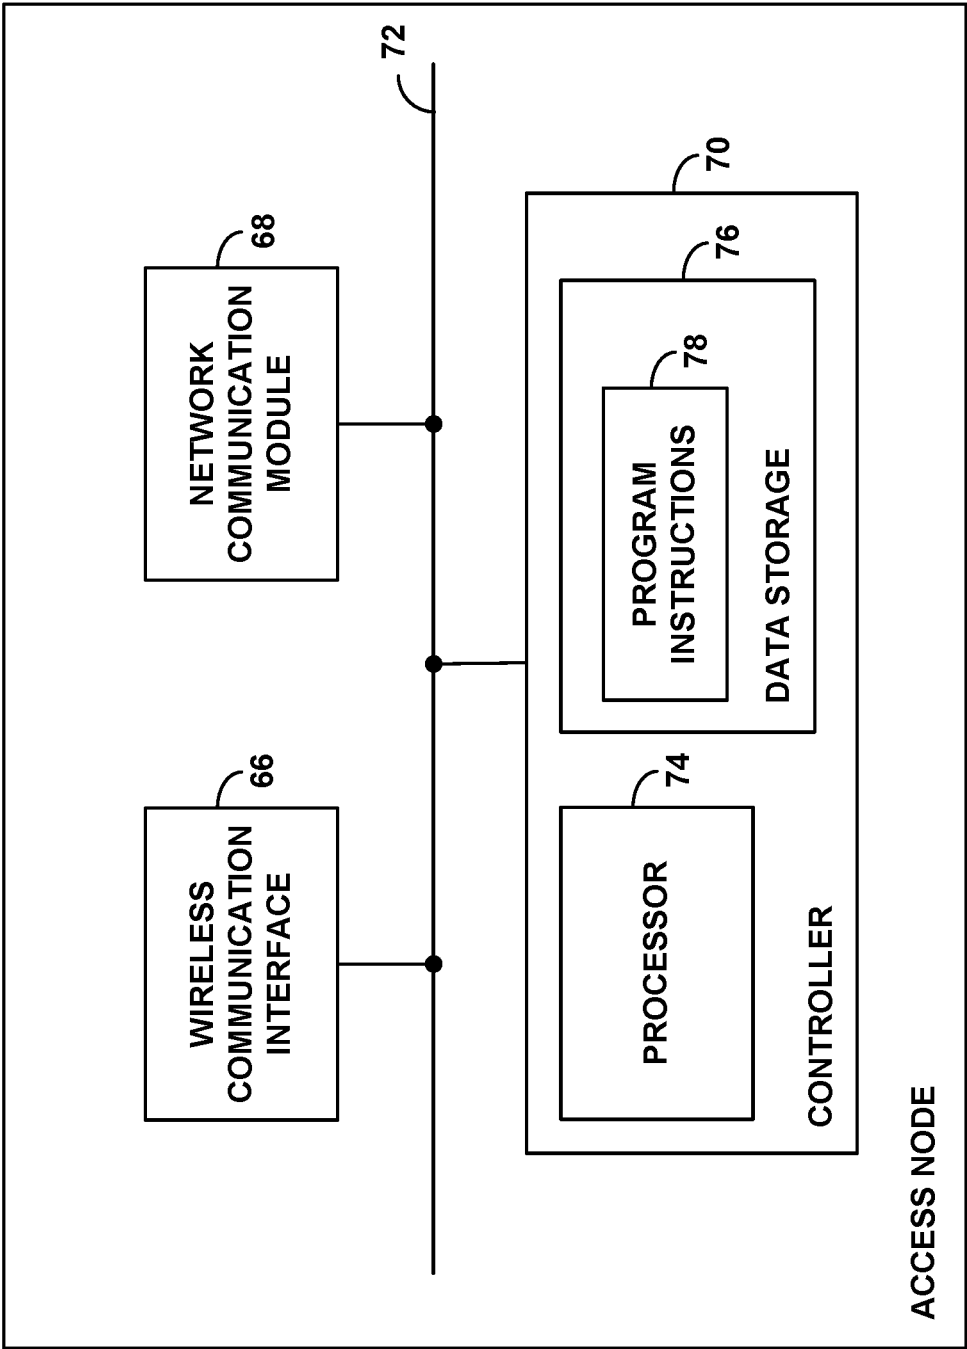 WIRELESS
COMMUNICATION
INTERFACE
66
NETWORK
COMMUNICATION
MODULE
68
72
PROCESSOR
74
PROGRAM
INSTRUCTIONS
78
DATA STORAGE
76
CONTROLLER
70
ACCESS NODE